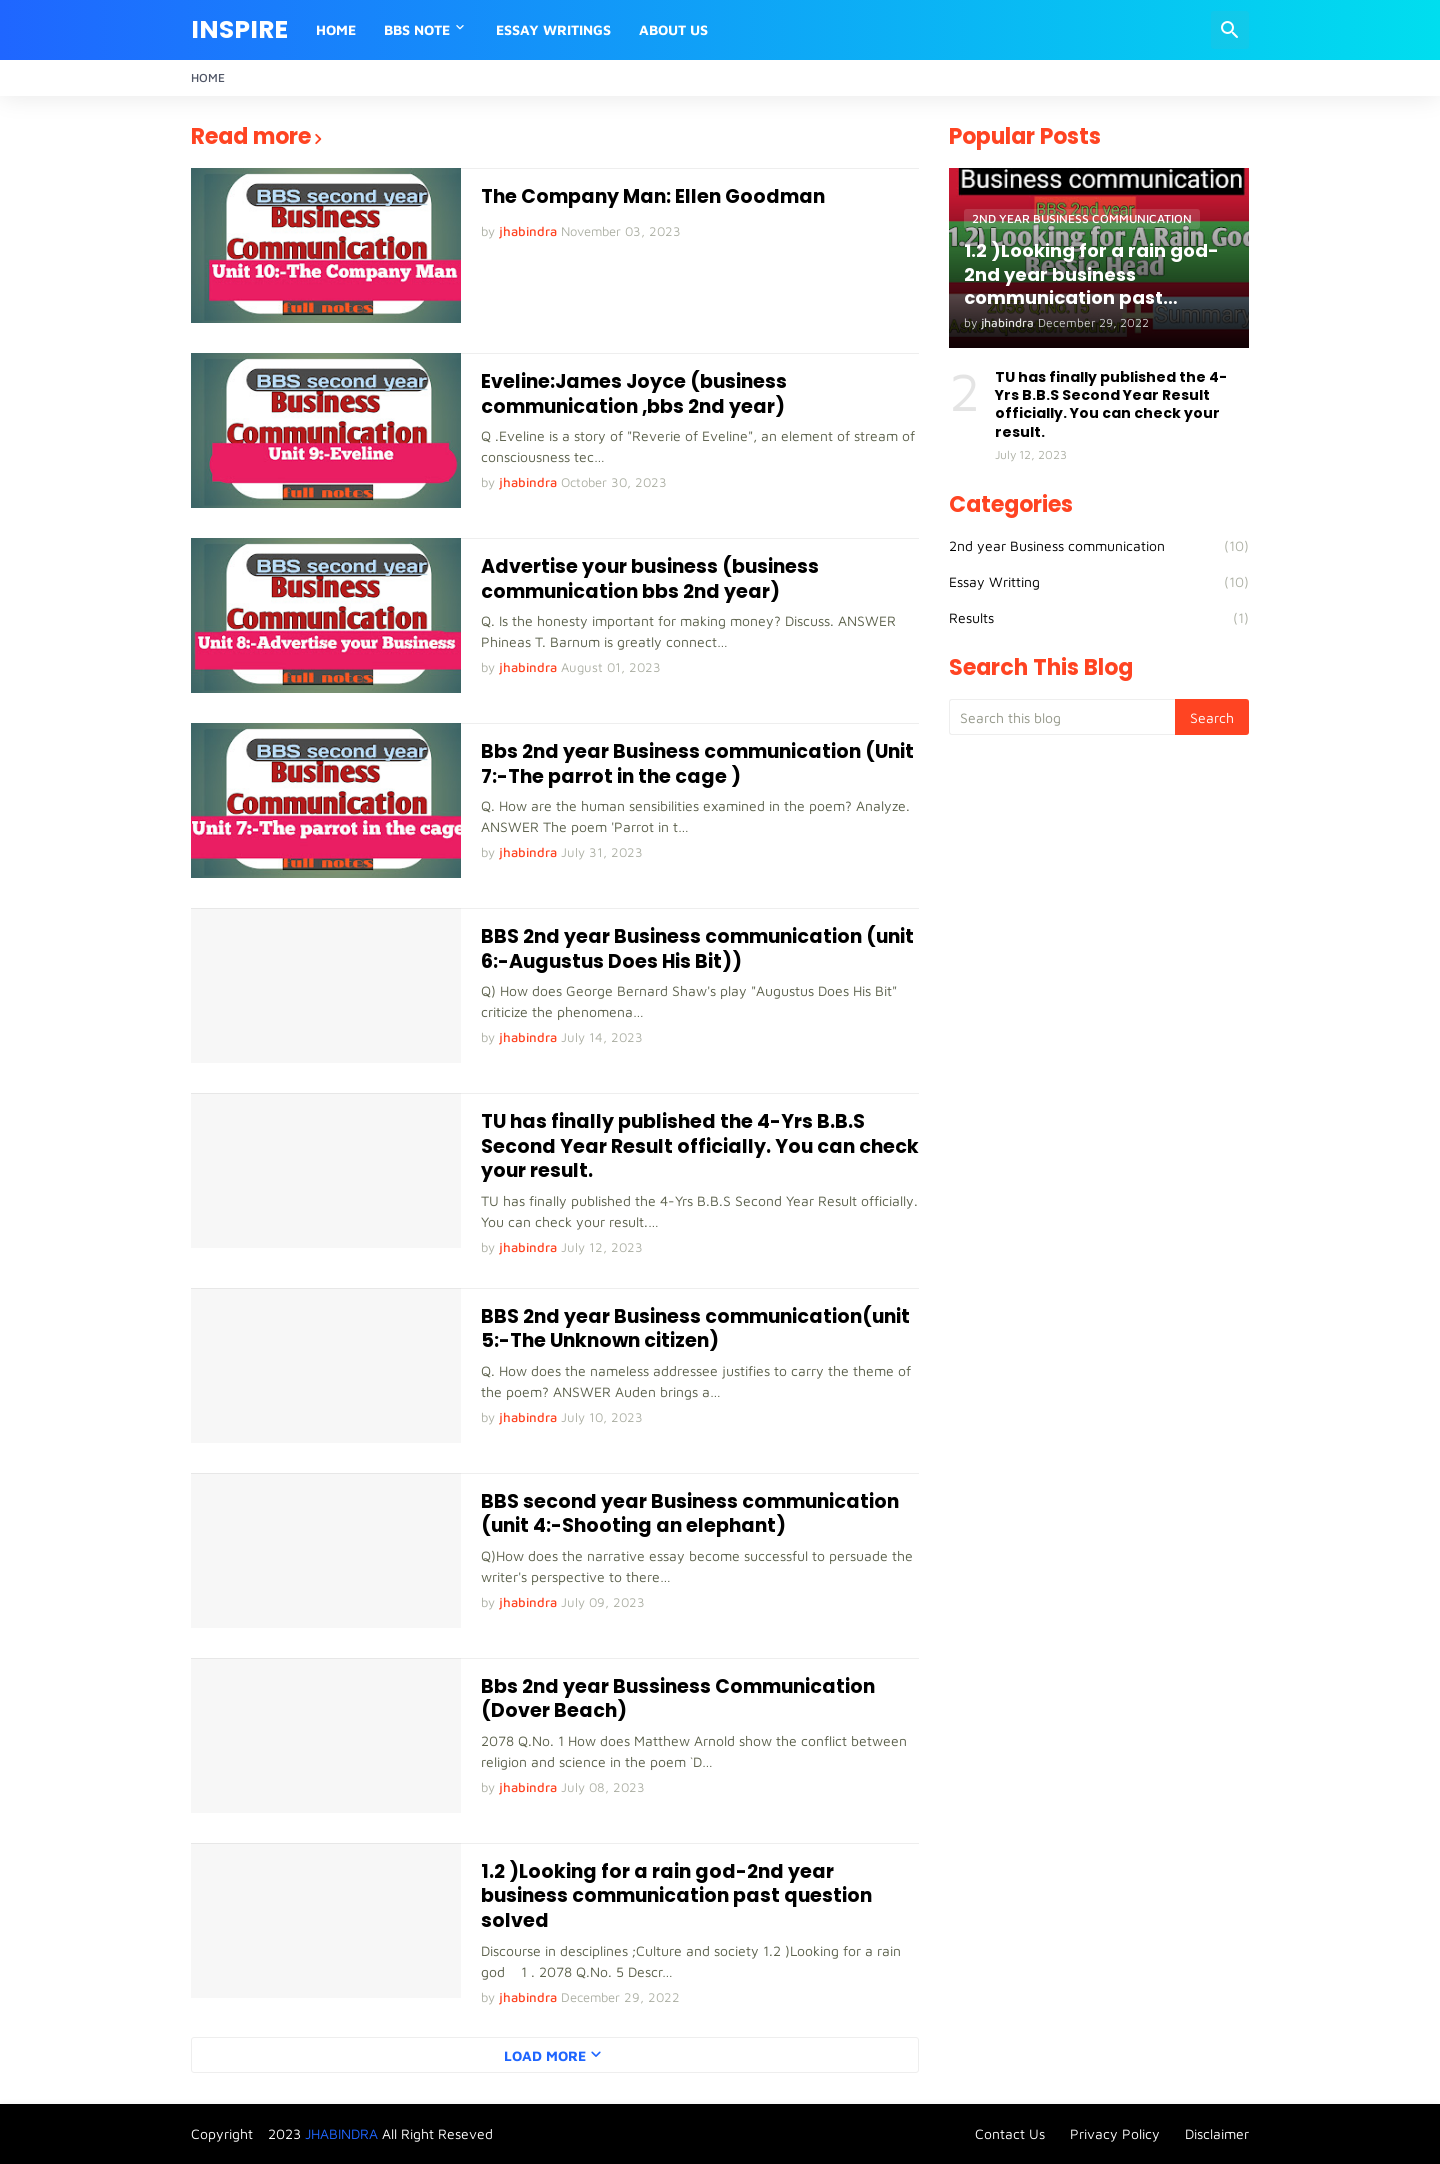 INSPIRE
HOME
BBS NOTE
ESSAY WRITINGS
ABOUT US
HOME
Read more
BBS second year
Business
Communication
Unit 10:-The Company Man
full notes
The Company Man: Ellen Goodman
by jhabindra November 03, 2023
BBS second year
Business
Communication
Unit 9:-Eveline
full notes
Eveline:James Joyce (business
communication ,bbs 2nd year)
Q .Eveline is a story of "Reverie of Eveline", an element of stream of
consciousness tec…
by jhabindra October 30, 2023
BBS second year
Business
Communication
Unit 8:-Advertise your Business
full notes
Advertise your business (business
communication bbs 2nd year)
Q. Is the honesty important for making money? Discuss. ANSWER
Phineas T. Barnum is greatly connect…
by jhabindra August 01, 2023
BBS second year
Business
Communication
Unit 7:-The parrot in the cage
full notes
Bbs 2nd year Business communication (Unit
7:-The parrot in the cage )
Q. How are the human sensibilities examined in the poem? Analyze.
ANSWER The poem 'Parrot in t…
by jhabindra July 31, 2023
BBS 2nd year Business communication (unit
6:-Augustus Does His Bit))
Q) How does George Bernard Shaw's play "Augustus Does His Bit"
criticize the phenomena…
by jhabindra July 14, 2023
TU has finally published the 4-Yrs B.B.S
Second Year Result officially. You can check
your result.
TU has finally published the 4-Yrs B.B.S Second Year Result officially.
You can check your result.…
by jhabindra July 12, 2023
BBS 2nd year Business communication(unit
5:-The Unknown citizen)
Q. How does the nameless addressee justifies to carry the theme of
the poem? ANSWER Auden brings a…
by jhabindra July 10, 2023
BBS second year Business communication
(unit 4:-Shooting an elephant)
Q)How does the narrative essay become successful to persuade the
writer's perspective to there…
by jhabindra July 09, 2023
Bbs 2nd year Bussiness Communication
(Dover Beach)
2078 Q.No. 1 How does Matthew Arnold show the conflict between
religion and science in the poem `D…
by jhabindra July 08, 2023
1.2 )Looking for a rain god-2nd year
business communication past question
solved
Discourse in desciplines ;Culture and society 1.2 )Looking for a rain
god 1 . 2078 Q.No. 5 Descr…
by jhabindra December 29, 2022
LOAD MORE
Popular Posts
Business communication
BBS 2nd year
2ND YEAR BUSINESS COMMUNICATION
1.2) Looking for A Rain God
Bessie Head
Summary
1.2 )Looking for a rain god-
2nd year business
communication past…
by jhabindra December 29, 2022
2
TU has finally published the 4-
Yrs B.B.S Second Year Result
officially. You can check your
result.
July 12, 2023
Categories
2nd year Business communication (10)
Essay Writting (10)
Results (1)
Search This Blog
Search this blog
Search
Copyright 2023 JHABINDRA All Right Reseved
Contact Us
Privacy Policy
Disclaimer